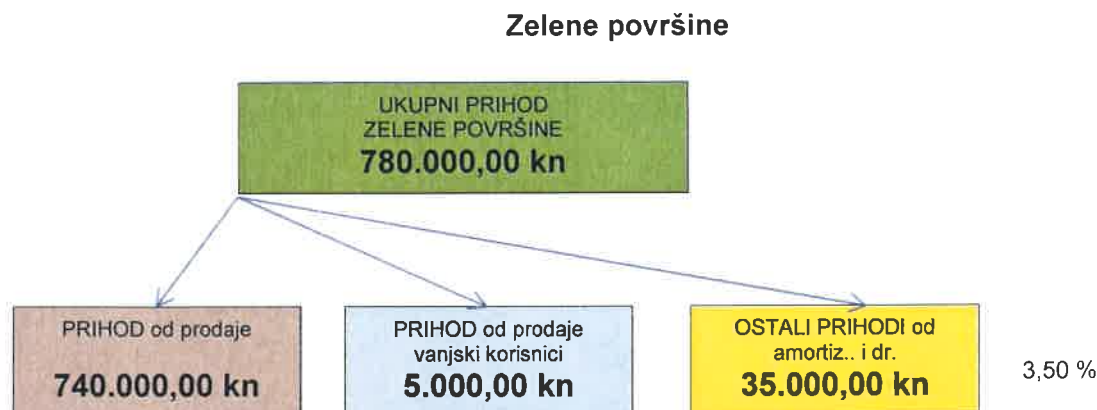 Zelene površine
UKUPNI PRIHOD
ZELENE POVRŠINE
780.000,00 kn
PRIHOD od prodaje
740.000,00 kn
PRIHOD od prodaje
vanjski korisnici
5.000,00 kn
OSTALI PRIHODI od
amortiz.. i dr.
35.000,00 kn
3,50 %